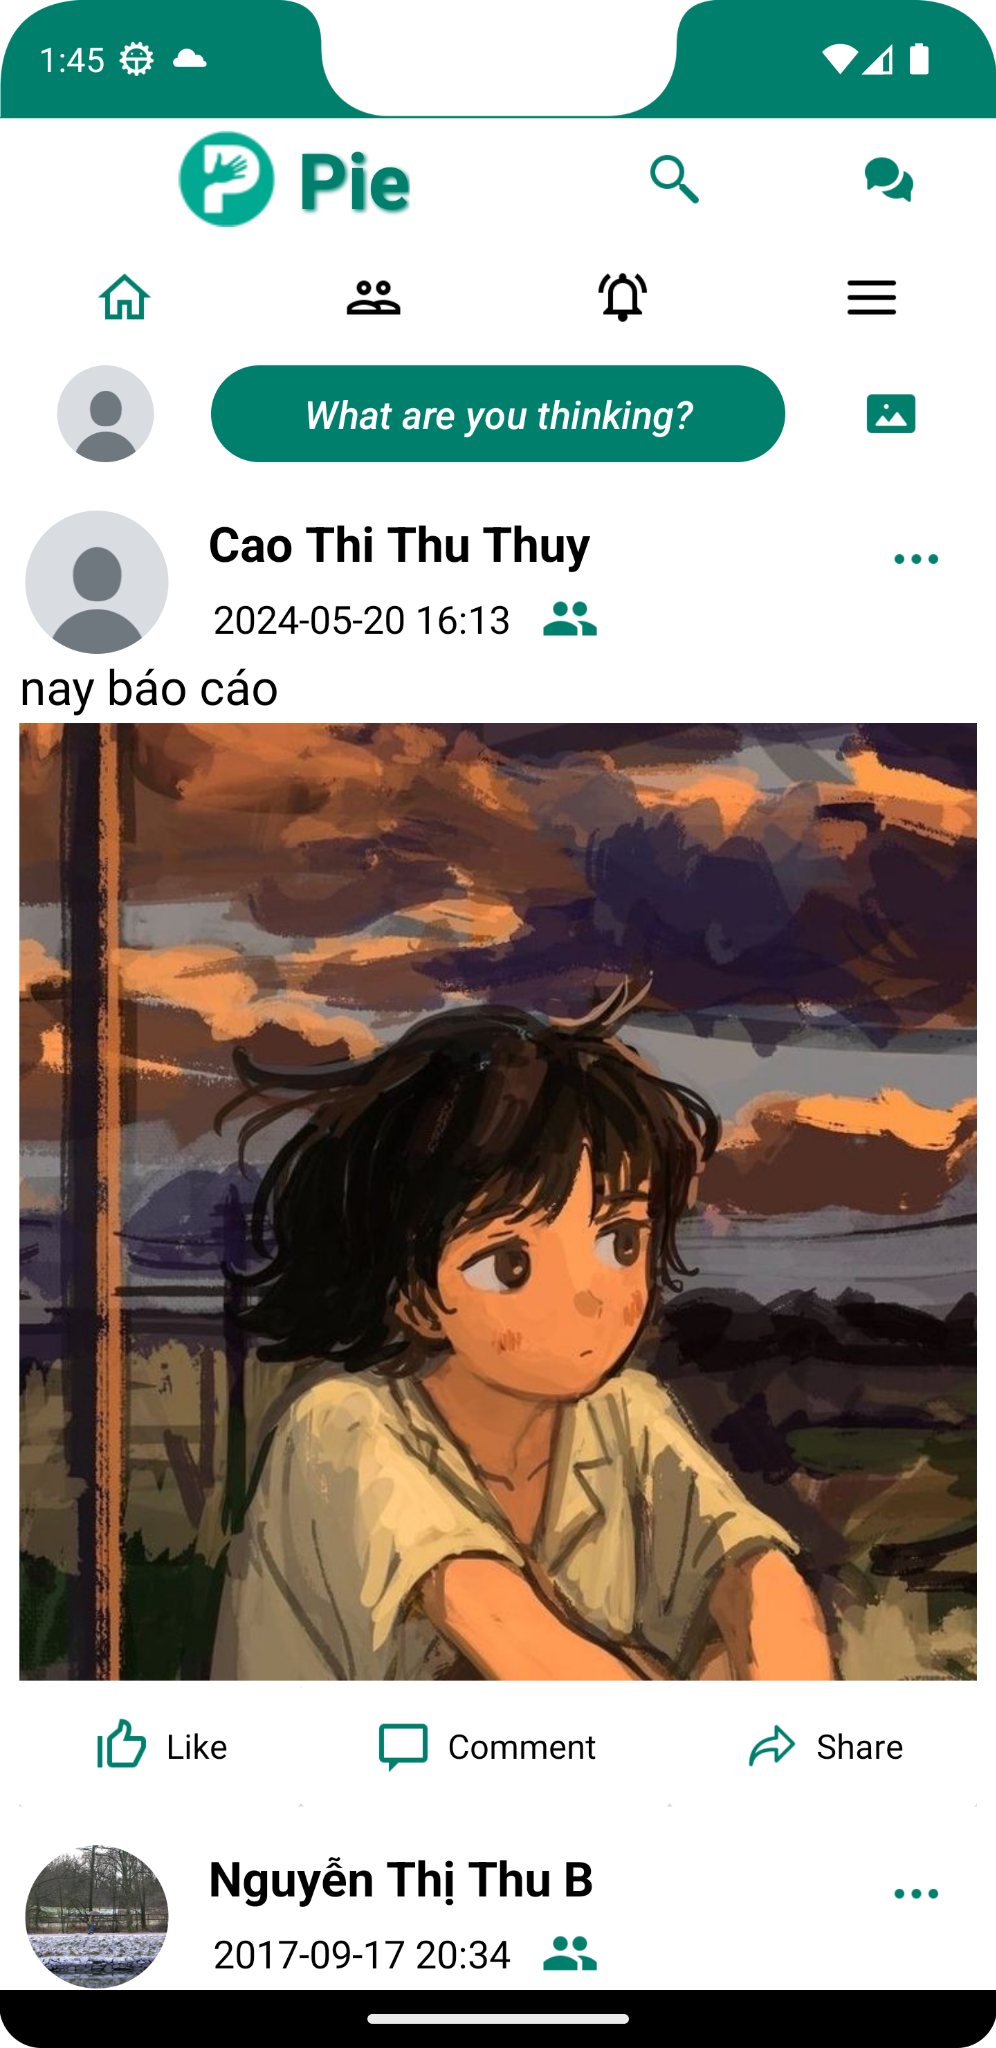 1:45
Pie
What are you thinking?
Cao Thi Thu Thuy
2024-05-20 16:13
nay báo cáo
Like Comment Share
Nguyễn Thị Thu B
2017-09-17 20:34